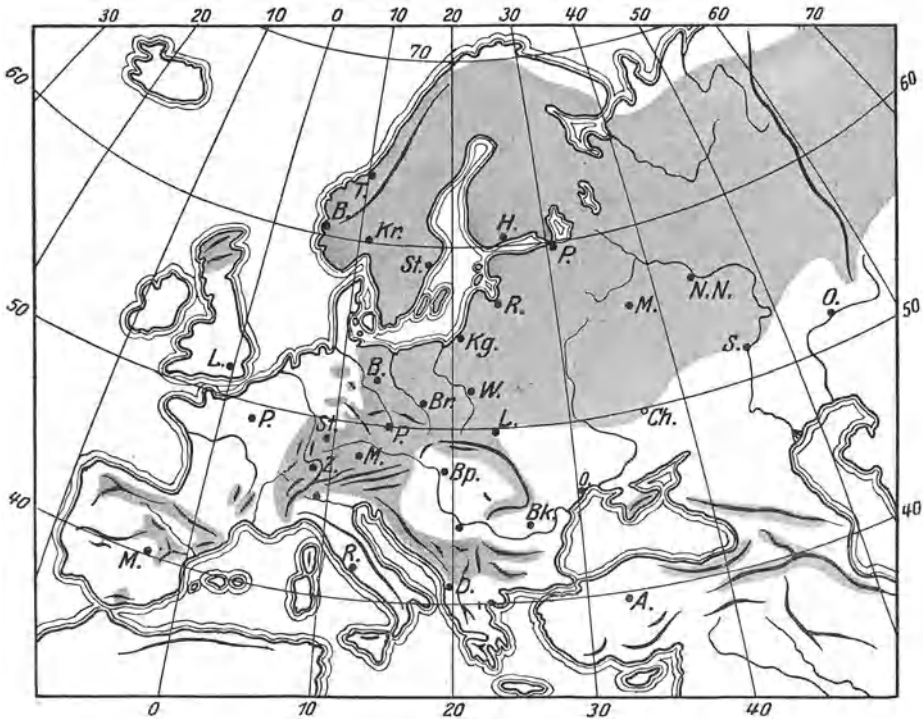 30 20 10 0 10 20 30 40 50 60 70
60 70 60
T.
B. Kr. H. P.
St.
R. M. N.N. O.
50 Kg. S. 50
L. B. W.
Br. Ch.
P. St. P. L.
Z. M. Bp. O.
40 Bk. 40
M. R. D. A.
0 10 20 30 40